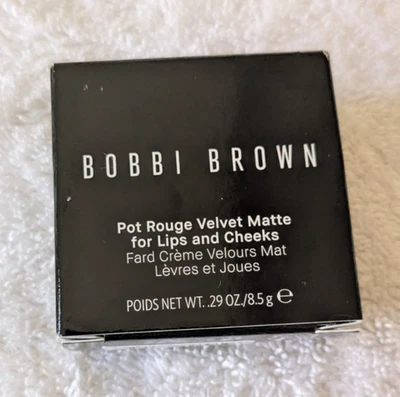 BOBBI BROWN
Pot Rouge Velvet Matte
for Lips and Cheeks
Fard Crème Velours Mat
Lèvres et Joues
POIDS NET WT. .29 OZ./8.5 g ℮